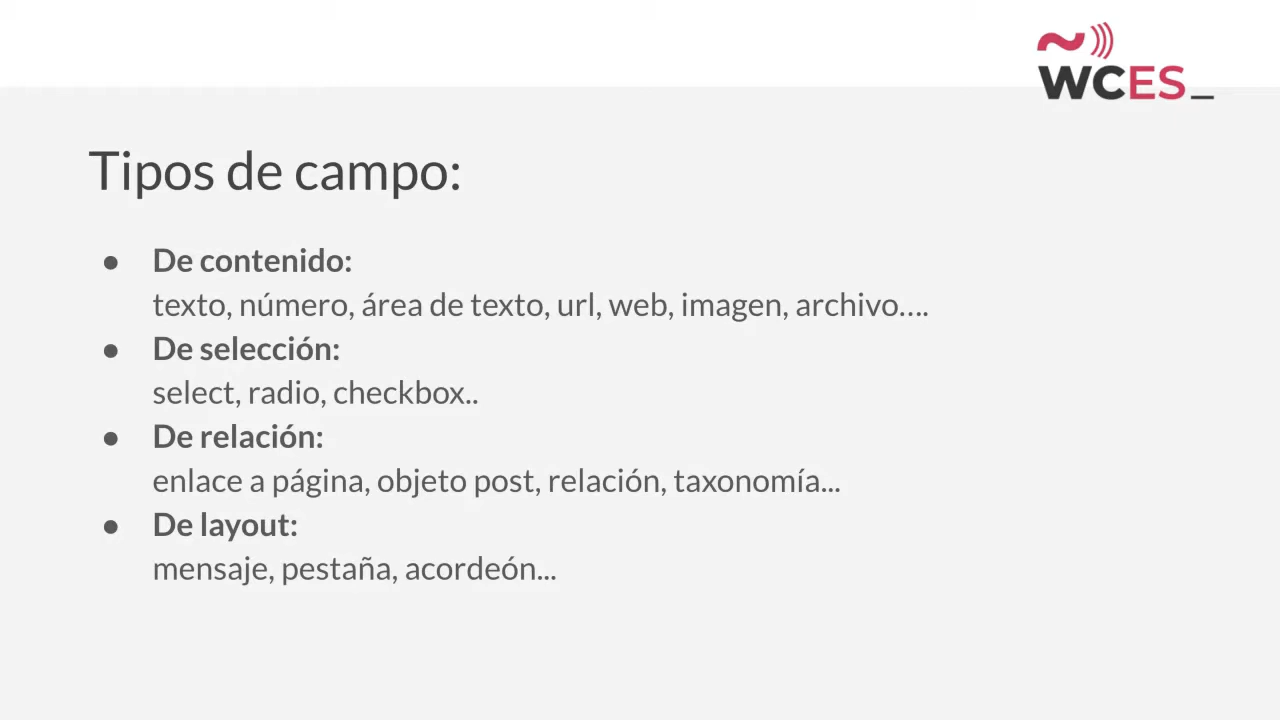 WCES_
Tipos de campo:
● De contenido:
texto, número, área de texto, url, web, imagen, archivo….
● De selección:
select, radio, checkbox..
● De relación:
enlace a página, objeto post, relación, taxonomía...
● De layout:
mensaje, pestaña, acordeón...